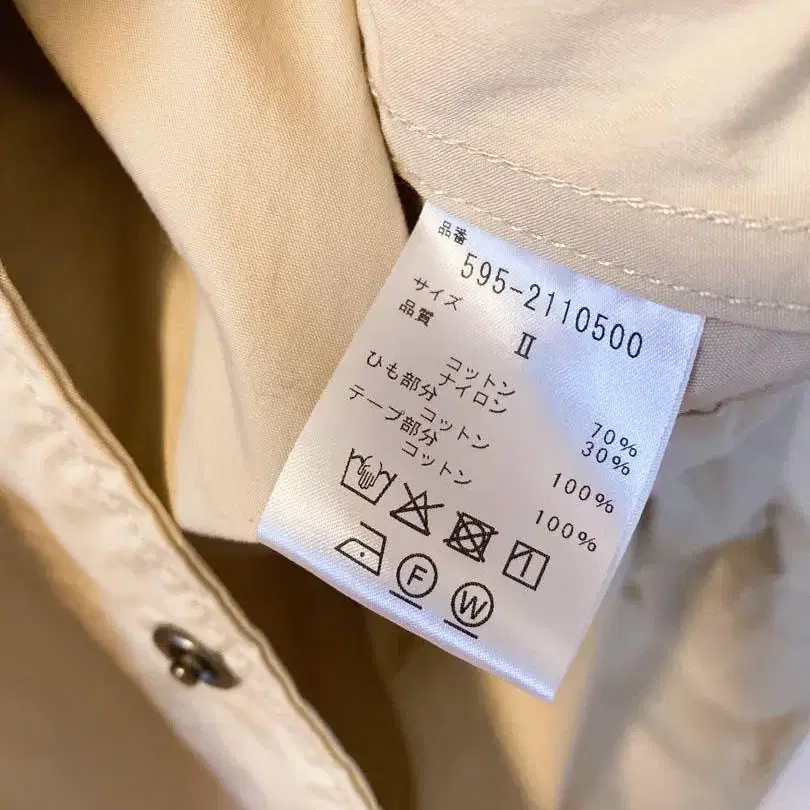 品番
595-2110500
サイズ
II
品質
コットン 70%
ナイロン 30%
ひも部分
コットン 100%
テープ部分
コットン 100%
F W